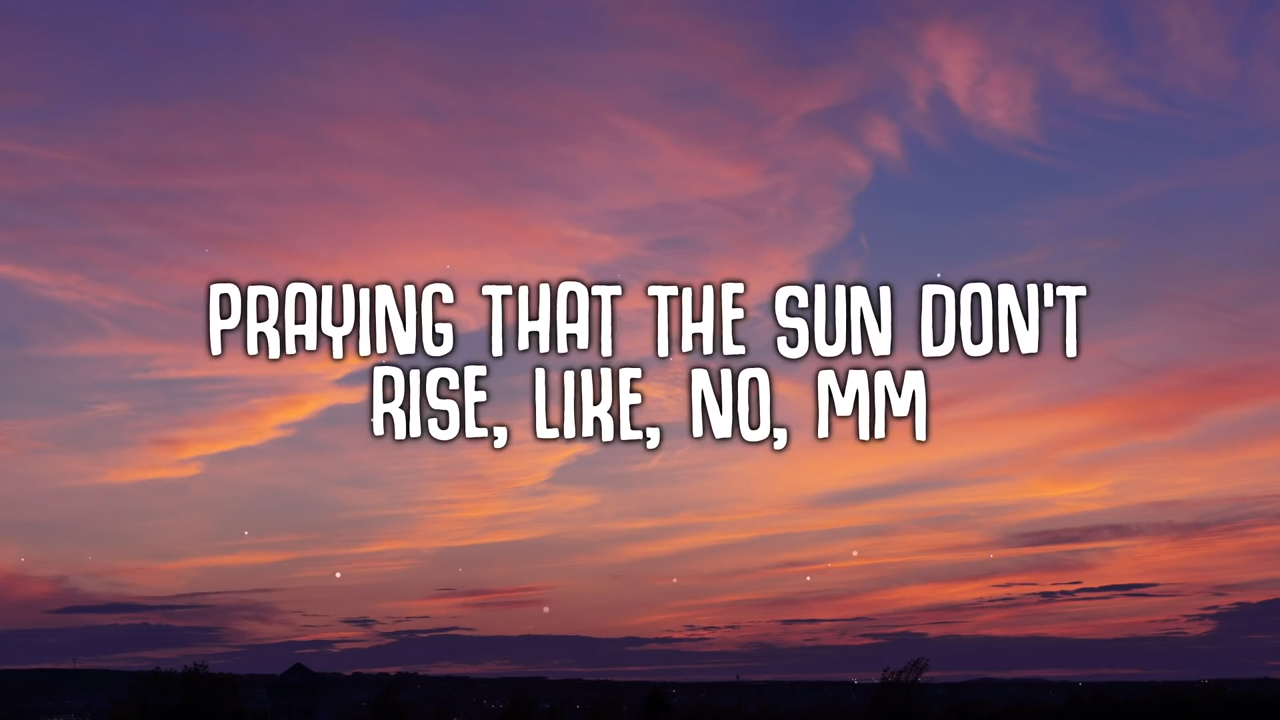 PRAYING THAT THE SUN DON'T
RISE, LIKE, NO, MM